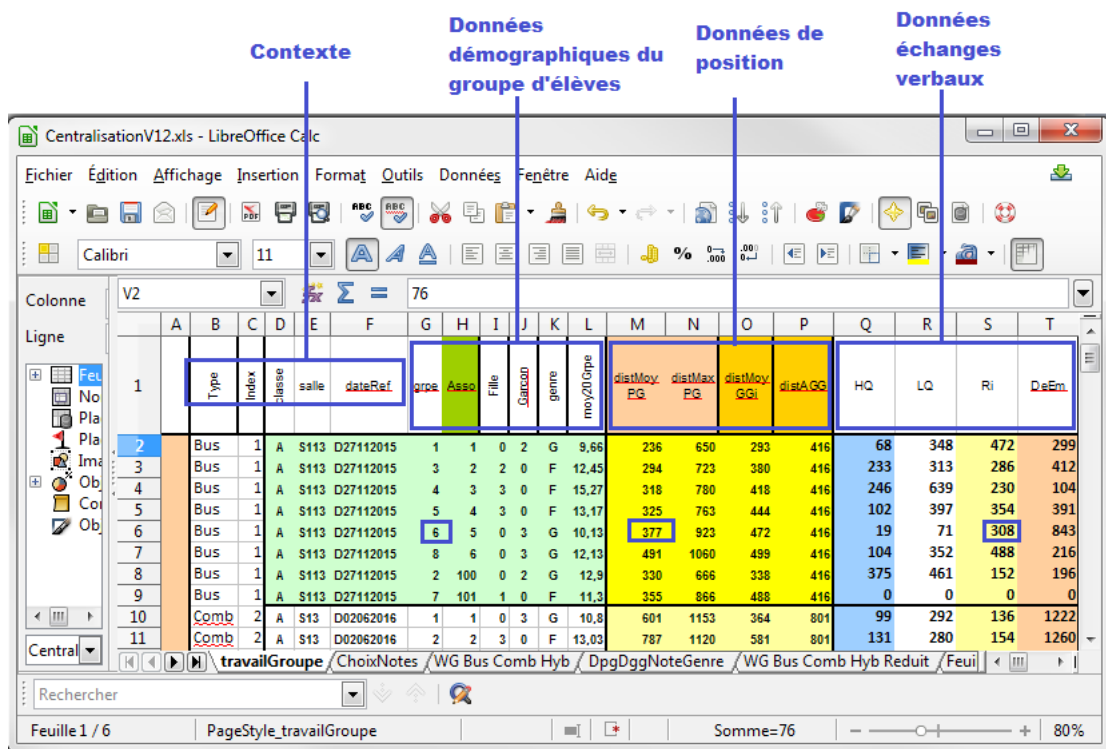 Contexte
Données
démographiques du
groupe d'élèves
Données de
position
Données
échanges
verbaux
CentralisationV12.xls - LibreOffice Calc
Fichier Édition Affichage Insertion Format Outils Données Fenêtre Aide
Calibri 11
Colonne V2 76
Ligne
A B C D E F G H I J K L M N O P Q R S T
1 Type Index classe salle dateRef grpe Asso Fille Garcon genre moy20Grpe distMoy PG distMax PG distMoy GGi distAGG HQ LQ Ri DeEm
2 Bus 1 A S113 D27112015 1 1 0 2 G 9,66 236 650 293 416 68 348 472 299
3 Bus 1 A S113 D27112015 3 2 2 0 F 12,45 294 723 380 416 233 313 286 412
4 Bus 1 A S113 D27112015 4 3 3 0 F 15,27 318 780 418 416 246 639 230 104
5 Bus 1 A S113 D27112015 5 4 3 0 F 13,17 325 763 444 416 102 397 354 391
6 Bus 1 A S113 D27112015 6 5 0 3 G 10,13 377 923 472 416 19 71 308 843
7 Bus 1 A S113 D27112015 8 6 0 3 G 12,13 491 1060 499 416 104 352 488 216
8 Bus 1 A S113 D27112015 2 100 0 2 G 12,9 330 666 338 416 375 461 152 196
9 Bus 1 A S113 D27112015 7 101 1 0 F 11,3 355 866 488 416 0 0 0 0
10 Comb 2 A S13 D02062016 1 1 0 3 G 10,8 601 1153 364 801 99 292 136 1222
11 Comb 2 A S13 D02062016 2 2 3 0 F 13,03 787 1120 581 801 131 280 154 1260
Feu
No
Pla
Pla
Ima
Obj
Co
Obj
Central
travailGroupe ChoixNotes WG Bus Comb Hyb DpgDggNoteGenre WG Bus Comb Hyb Reduit Feuil
Rechercher
Feuille 1 / 6 PageStyle_travailGroupe Somme=76 80%